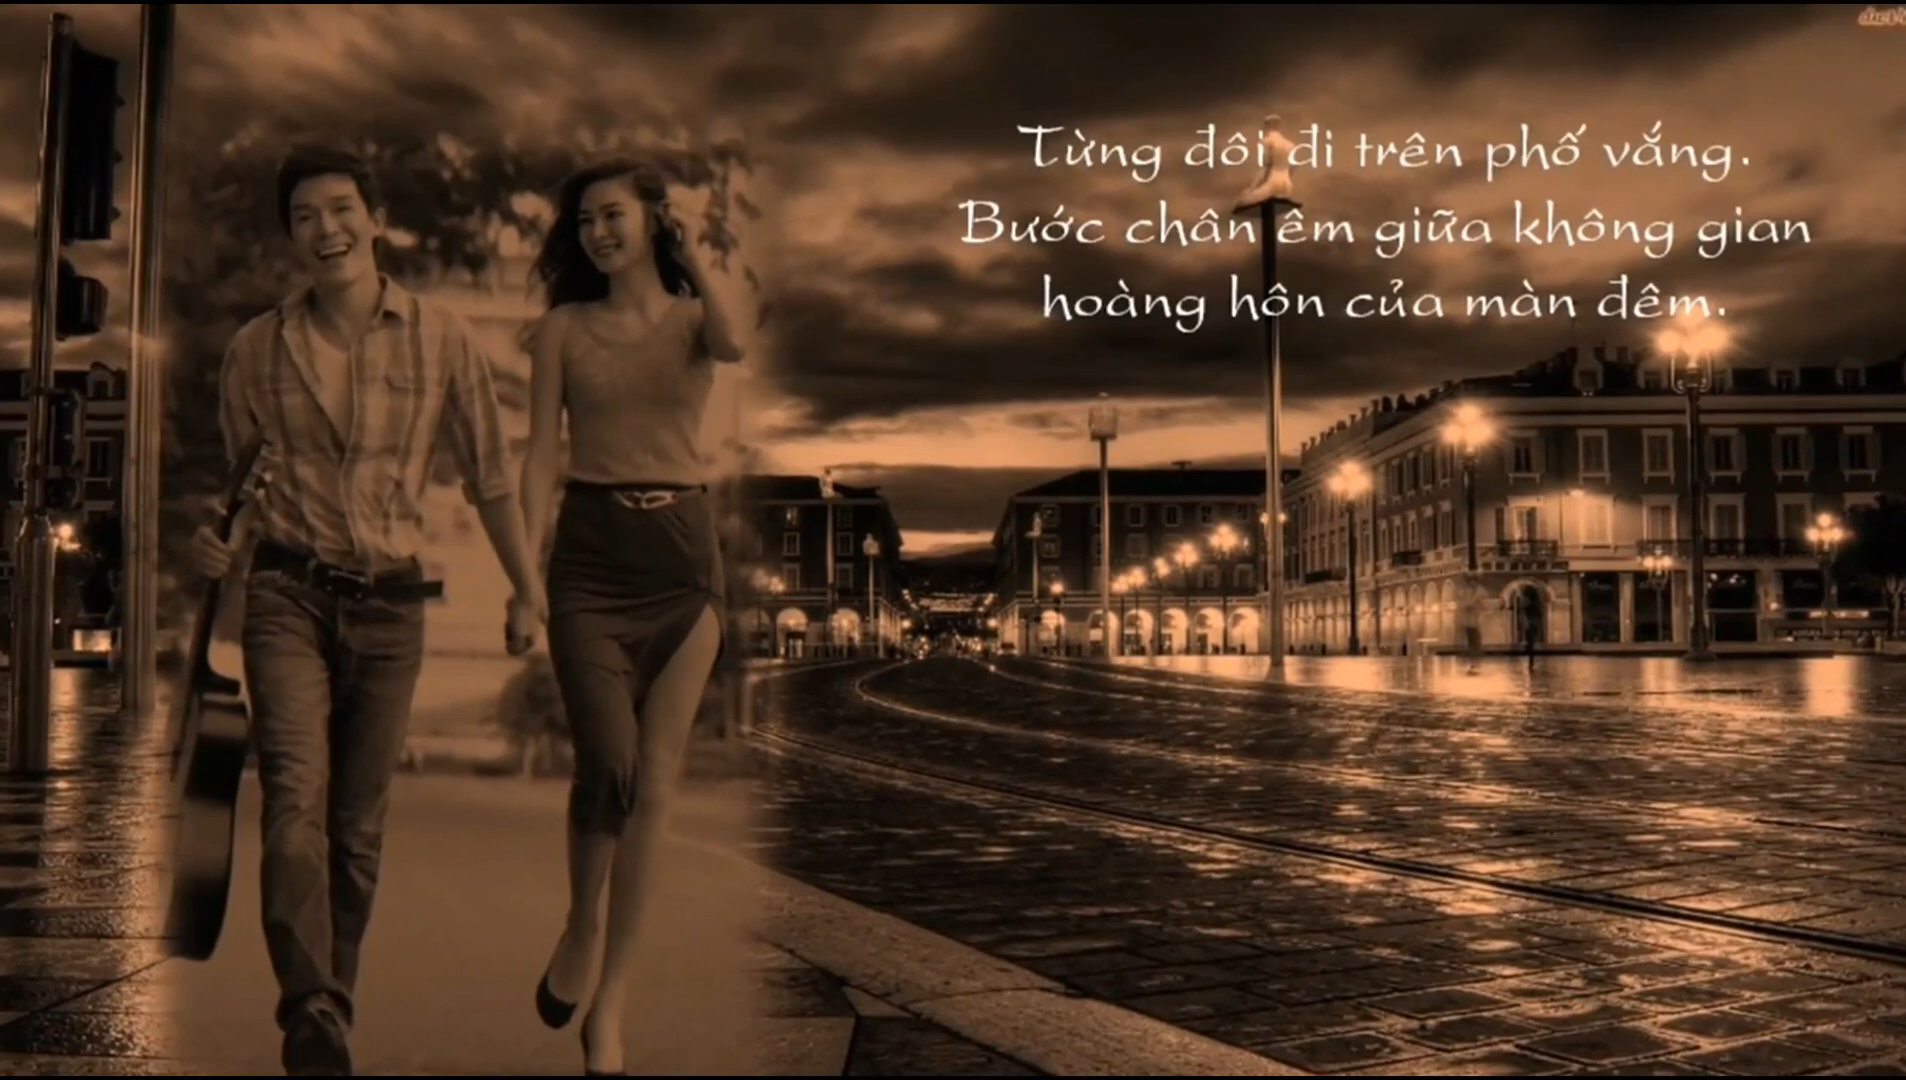 Từng đôi đi trên phố vắng.
Bước chân êm giữa không gian
hoàng hôn của màn đêm.